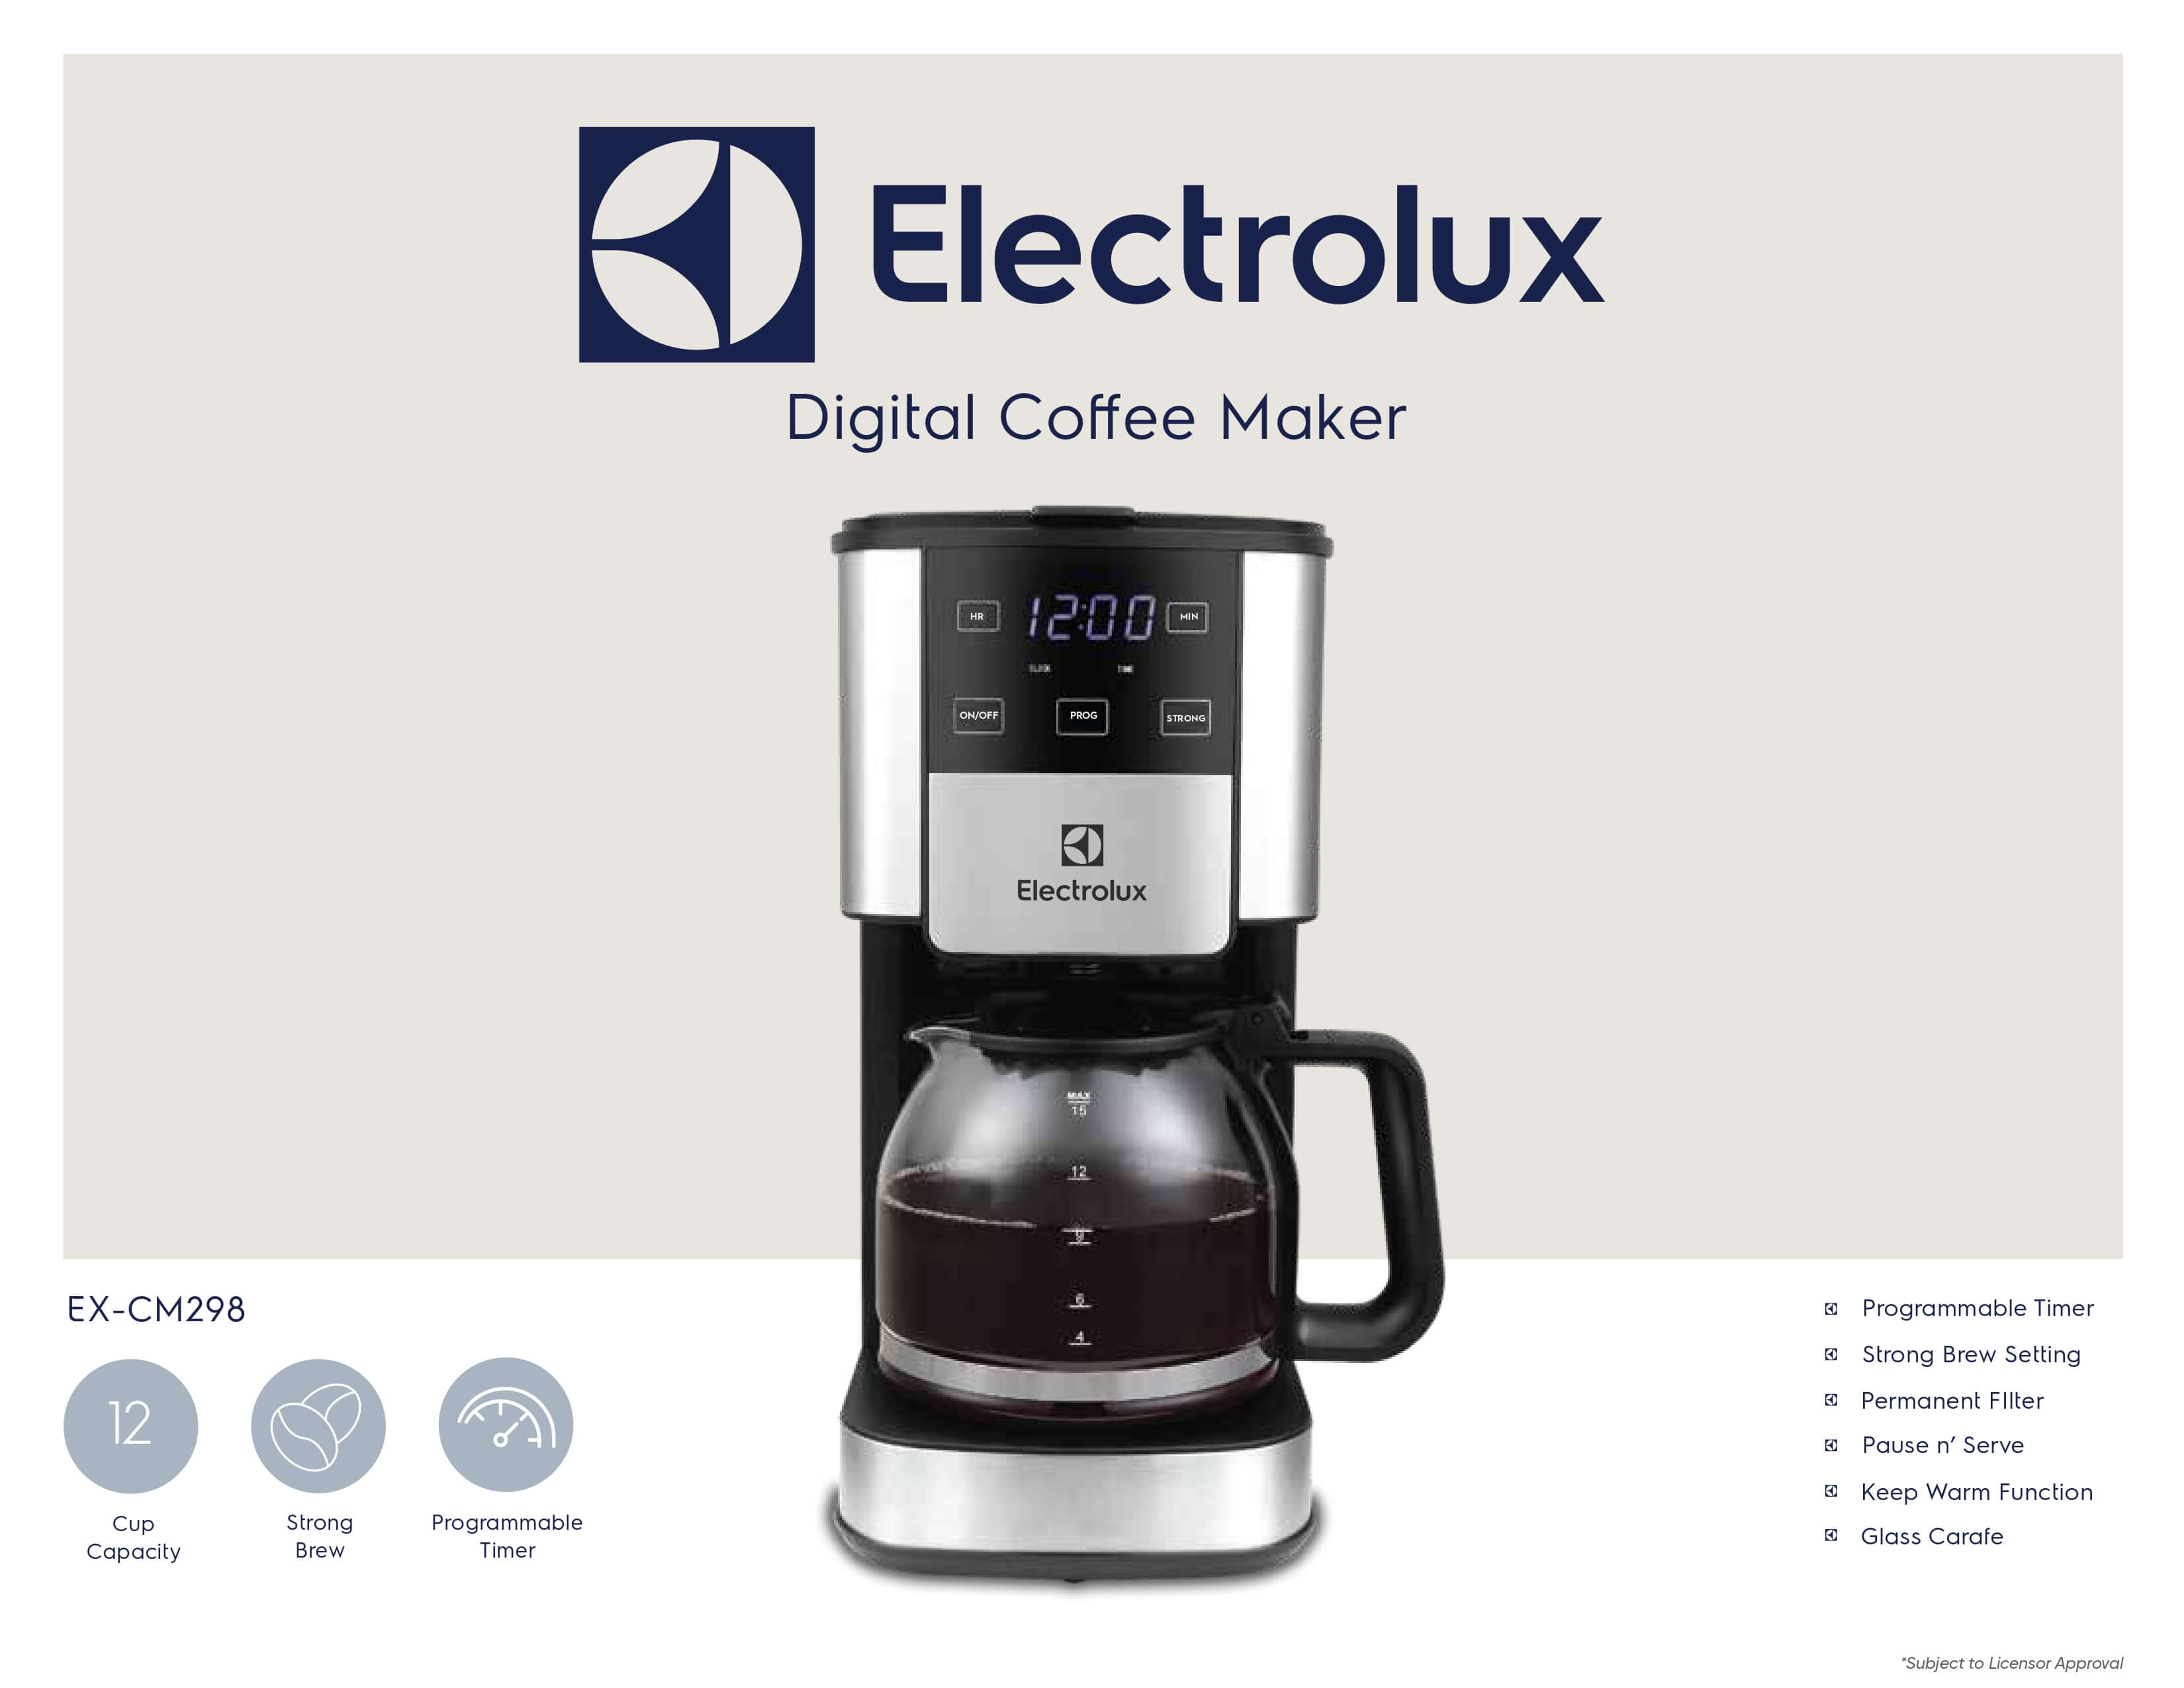 Electrolux
Digital Coffee Maker
HR
12:00
MIN
CLOCK
TIME
ON/OFF
PROG
STRONG
Electrolux
MAX
15
12
9
6
4
EX-CM298
12
Cup
Capacity
Strong
Brew
Programmable
Timer
Programmable Timer
Strong Brew Setting
Permanent FIlter
Pause n’ Serve
Keep Warm Function
Glass Carafe
*Subject to Licensor Approval